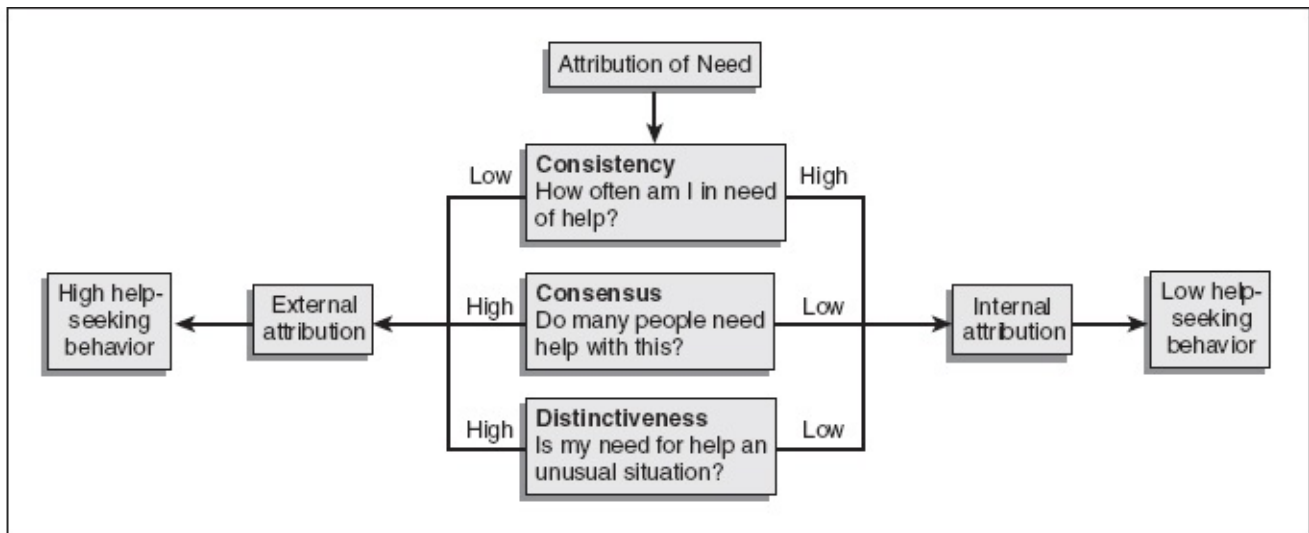 Attribution of Need
Consistency
How often am I in need
of help?
Low
High
High help-
seeking
behavior
External
attribution
High
Consensus
Do many people need
help with this?
Low
Internal
attribution
Low help-
seeking
behavior
High
Distinctiveness
Is my need for help an
unusual situation?
Low